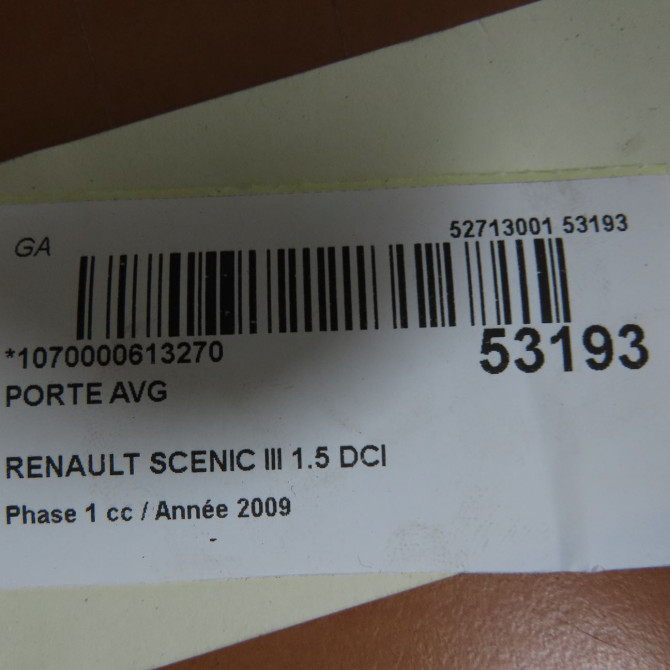 GA
52713001 53193
*1070000613270
53193
PORTE AVG
RENAULT SCENIC III 1.5 DCI
Phase 1 cc / Année 2009